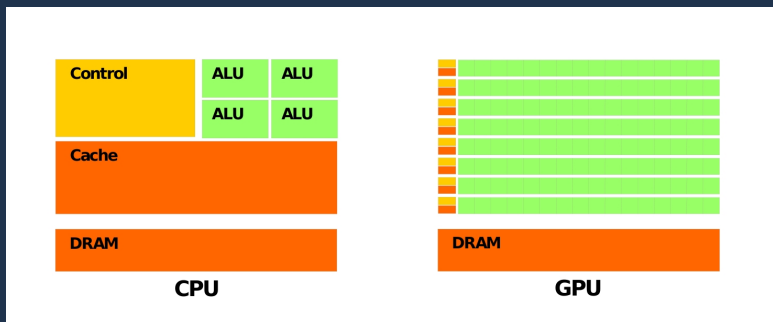 Control
ALU ALU
ALU ALU
Cache
DRAM
CPU
DRAM
GPU